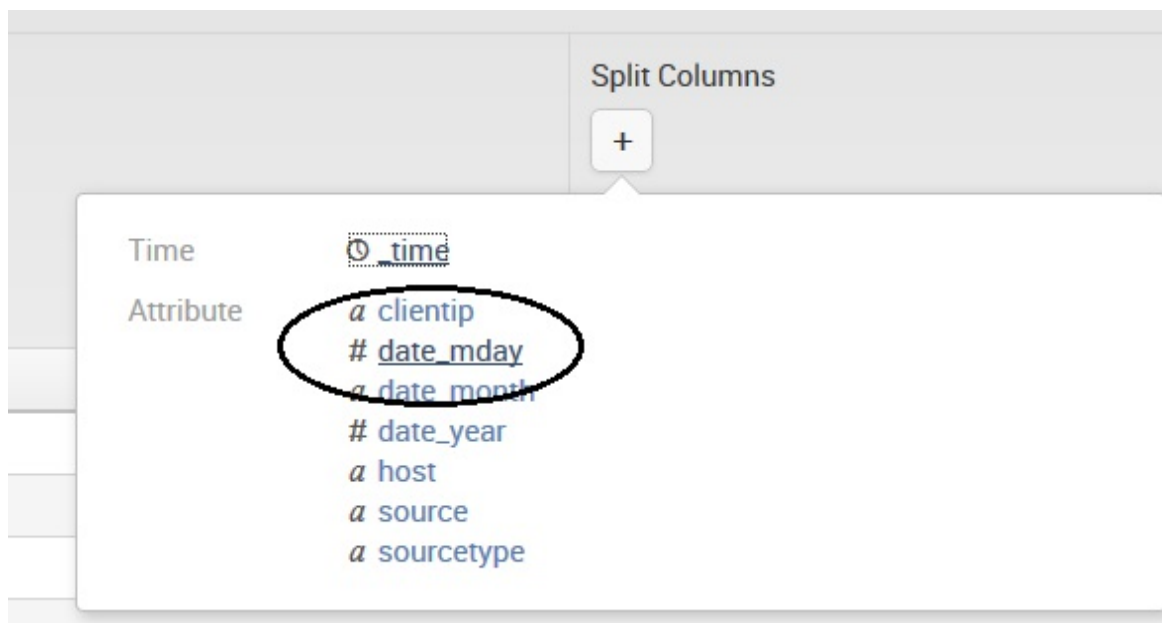 Split Columns
+
Time _time
Attribute a clientip
# date_mday
a date_month
# date_year
a host
a source
a sourcetype